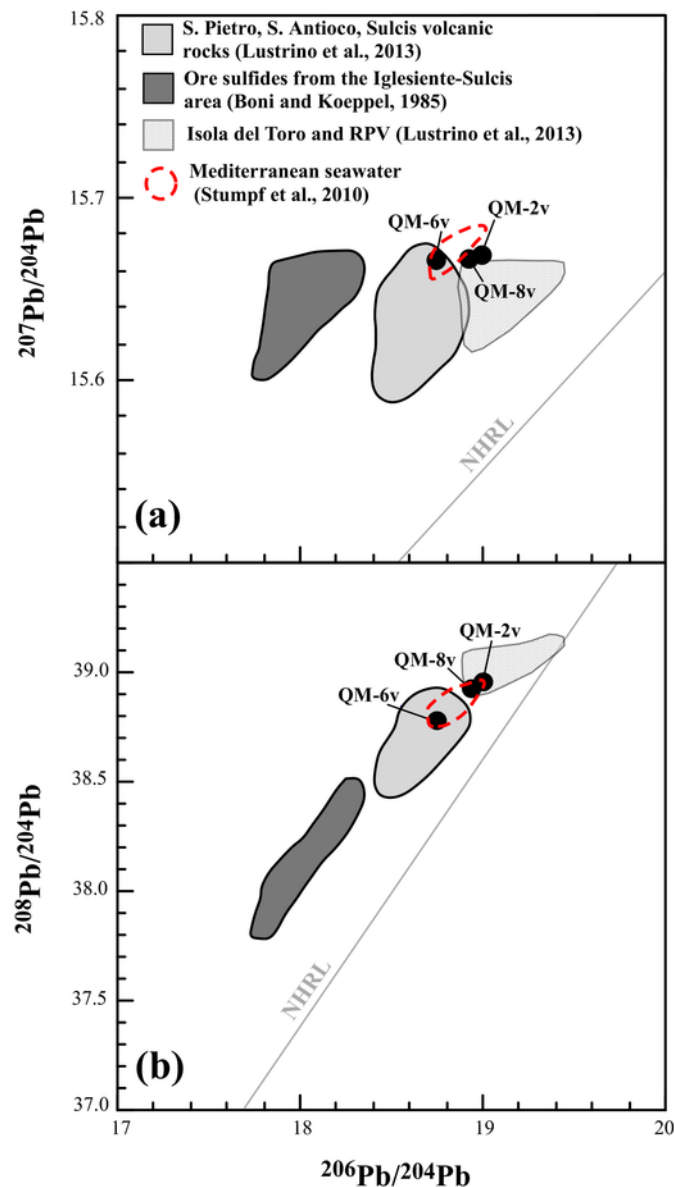 15.8
S. Pietro, S. Antioco, Sulcis volcanic
rocks (Lustrino et al., 2013)
Ore sulfides from the Iglesiente-Sulcis
area (Boni and Koeppel, 1985)
Isola del Toro and RPV (Lustrino et al., 2013)
Mediterranean seawater
(Stumpf et al., 2010)
15.7
QM-6v
QM-2v
QM-8v
²⁰⁷Pb/²⁰⁴Pb
15.6
NHRL
(a)
39.0
QM-2v
QM-8v
QM-6v
38.5
²⁰⁸Pb/²⁰⁴Pb
38.0
37.5
NHRL
(b)
37.0
17
18
19
20
²⁰⁶Pb/²⁰⁴Pb